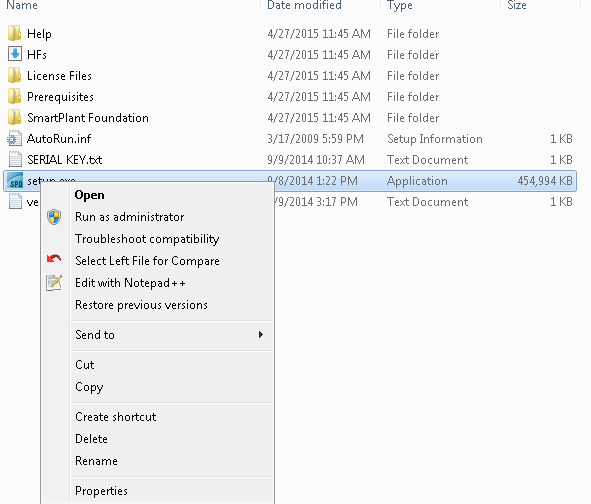 Name Date modified Type Size
Help 4/27/2015 11:45 AM File folder
HFs 4/27/2015 11:45 AM File folder
License Files 4/27/2015 11:45 AM File folder
Prerequisites 4/27/2015 11:45 AM File folder
SmartPlant Foundation 4/27/2015 11:45 AM File folder
AutoRun.inf 3/17/2009 5:59 PM Setup Information 1 KB
SERIAL KEY.txt 9/9/2014 10:37 AM Text Document 1 KB
SPD setup.exe 9/8/2014 1:22 PM Application 454,994 KB
ve /9/2014 3:17 PM Text Document 1 KB
Open
Run as administrator
Troubleshoot compatibility
Select Left File for Compare
Edit with Notepad++
Restore previous versions
Send to
Cut
Copy
Create shortcut
Delete
Rename
Properties